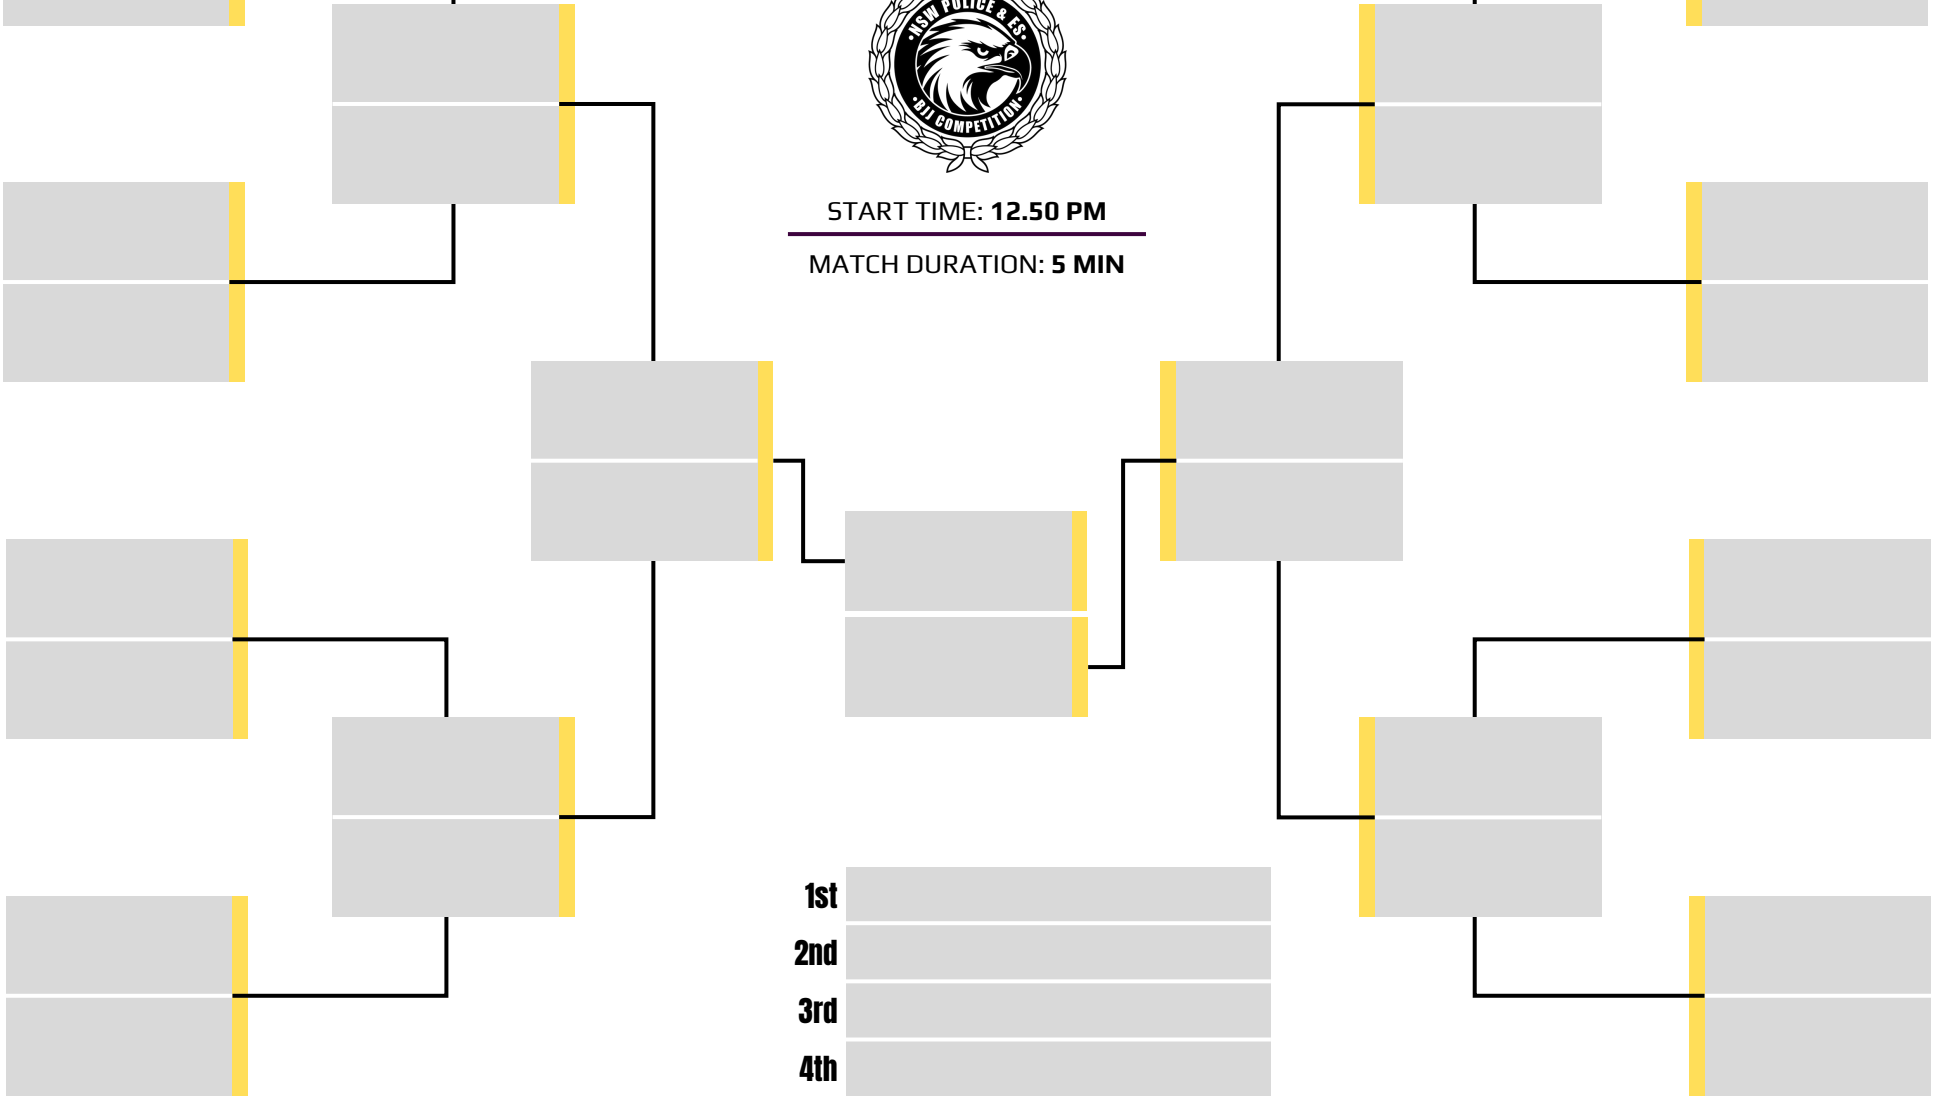 ·NSW POLICE & ES·
·BJJ COMPETITION·
START TIME: 12.50 PM
MATCH DURATION: 5 MIN
1st
2nd
3rd
4th